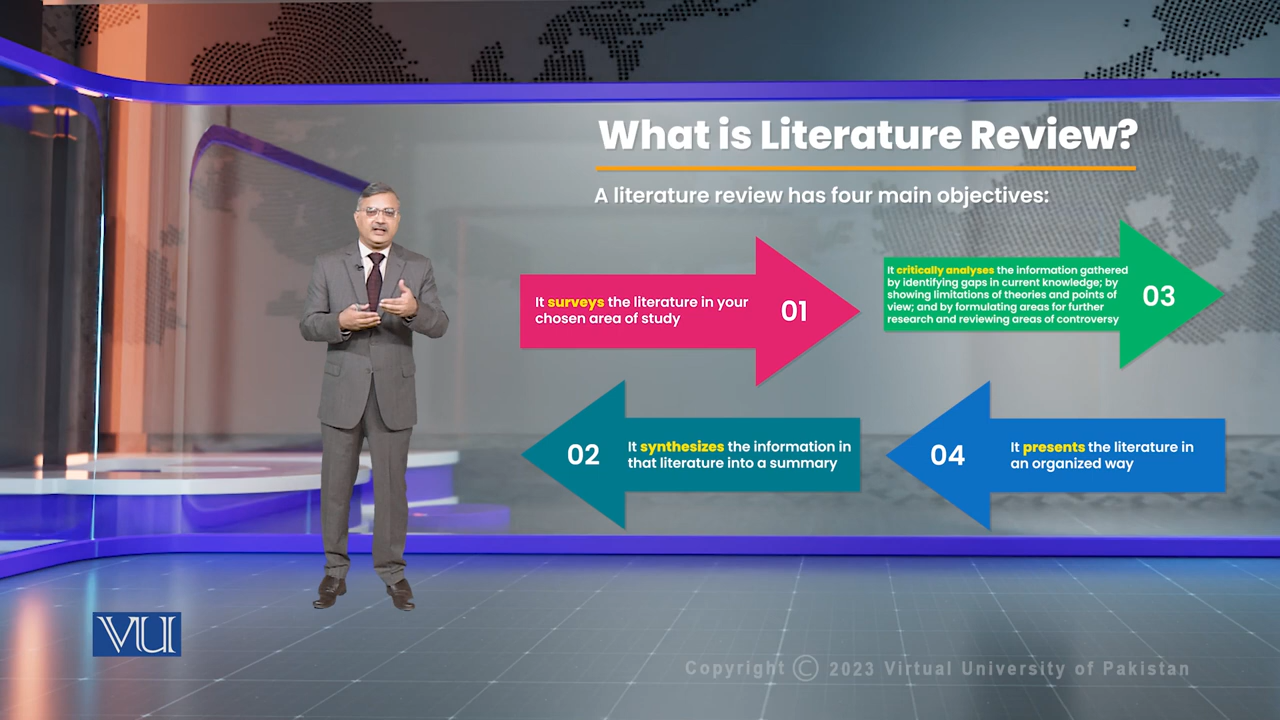 What is Literature Review?
A literature review has four main objectives:
It surveys the literature in your
chosen area of study
01
02
It synthesizes the information in
that literature into a summary
It critically analyses the information gathered
by identifying gaps in current knowledge; by
showing limitations of theories and points of
view; and by formulating areas for further
research and reviewing areas of controversy
03
04
It presents the literature in
an organized way
VU
Copyright © 2023 Virtual University of Pakistan